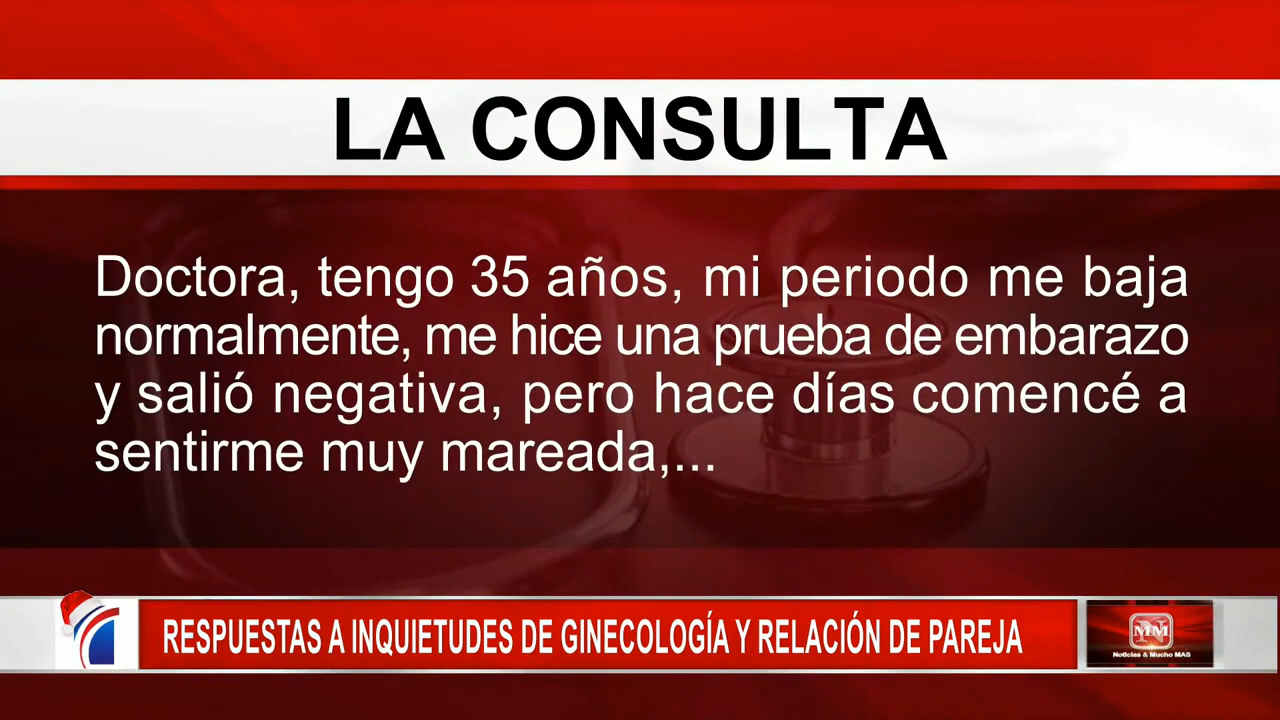 LA CONSULTA
Doctora, tengo 35 años, mi periodo me baja
normalmente, me hice una prueba de embarazo
y salió negativa, pero hace días comencé a
sentirme muy mareada,...
RESPUESTAS A INQUIETUDES DE GINECOLOGÍA Y RELACIÓN DE PAREJA
N
MM
Noticias & Mucho MAS